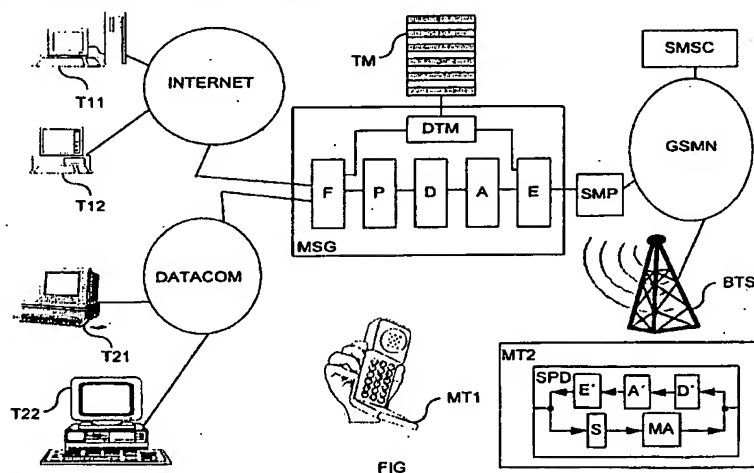 TM
SMSC
INTERNET
T11
DTM
GSMN
T12
F
P
D
A
E
SMP
MSG
DATACOM
BTS
T21
MT2
SPD
E'
A'
D'
T22
MT1
S
MA
FIG